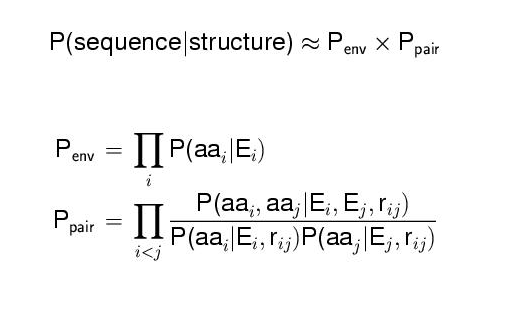 P(sequence|structure) ≈ P_env × P_pair
P_env = ∏_i P(aa_i|E_i)
P_pair = ∏_{i<j} P(aa_i, aa_j|E_i, E_j, r_ij) / P(aa_i|E_i, r_ij)P(aa_j|E_j, r_ij)